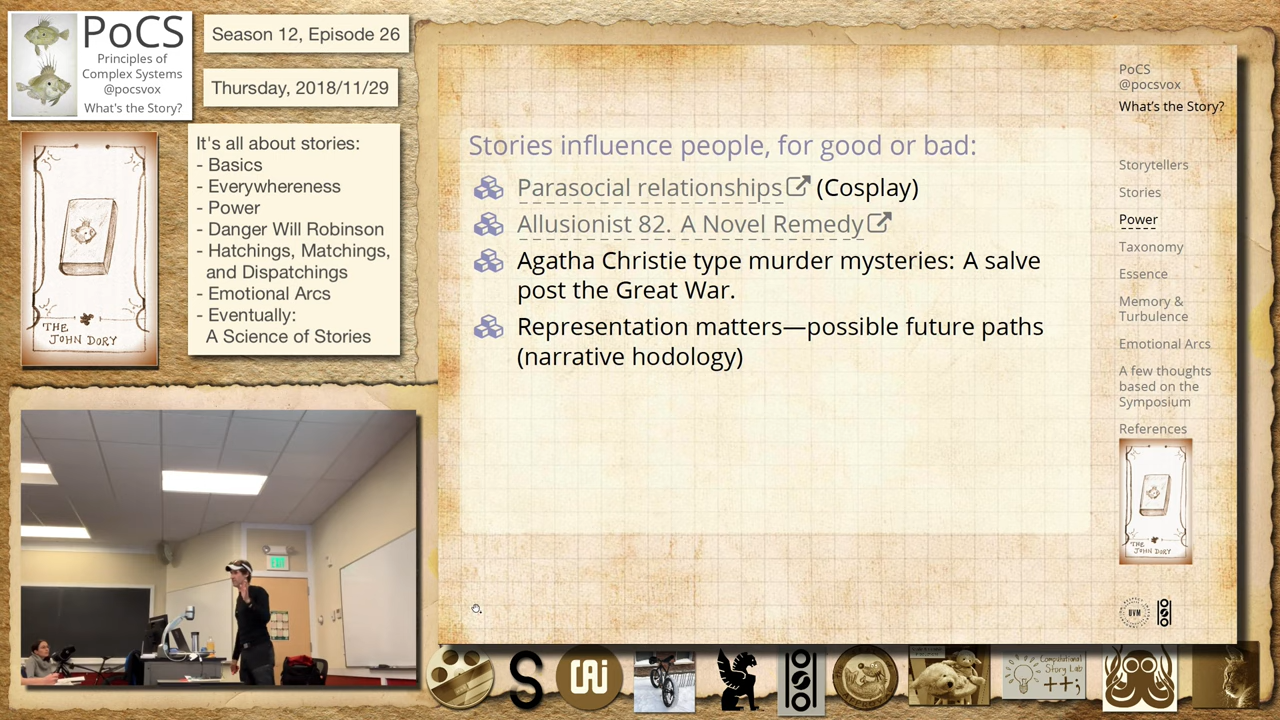 PoCS
Principles of
Complex Systems
@pocsvox
What's the Story?
Season 12, Episode 26
Thursday, 2018/11/29
THE
JOHN DORY
It's all about stories:
- Basics
- Everywhereness
- Power
- Danger Will Robinson
- Hatchings, Matchings,
and Dispatchings
- Emotional Arcs
- Eventually:
A Science of Stories
Stories influence people, for good or bad:
Parasocial relationships (Cosplay)
Allusionist 82. A Novel Remedy
Agatha Christie type murder mysteries: A salve
post the Great War.
Representation matters—possible future paths
(narrative hodology)
PoCS
@pocsvox
What's the Story?
Storytellers
Stories
Power
Taxonomy
Essence
Memory &
Turbulence
Emotional Arcs
A few thoughts
based on the
Symposium
References
THE
JOHN DORY
UVM
Computational
Story Lab
++;